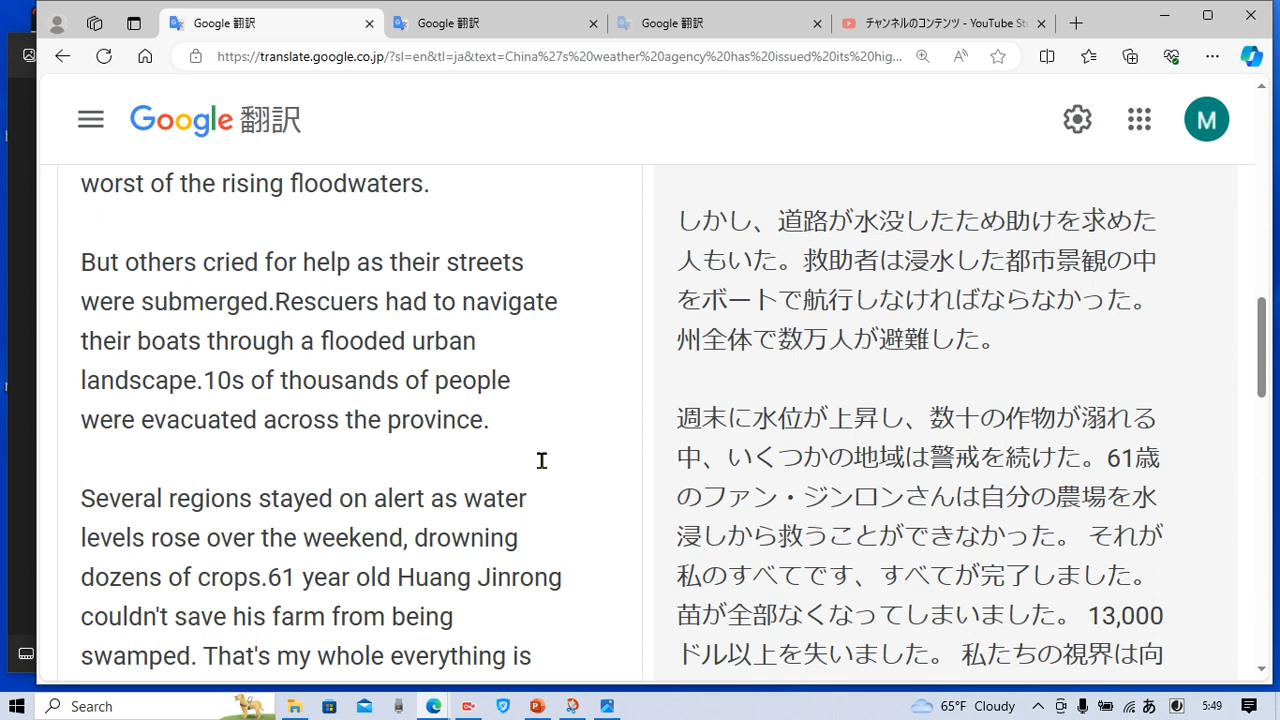 Google 翻訳
Google 翻訳
Google 翻訳
チャンネルのコンテンツ - YouTube St
https://translate.google.co.jp/?sl=en&tl=ja&text=China%27s%20weather%20agency%20has%20issued%20its%20hig...
Google 翻訳
M
worst of the rising floodwaters.
But others cried for help as their streets
were submerged.Rescuers had to navigate
their boats through a flooded urban
landscape.10s of thousands of people
were evacuated across the province.
Several regions stayed on alert as water
levels rose over the weekend, drowning
dozens of crops.61 year old Huang Jinrong
couldn't save his farm from being
swamped. That's my whole everything is
しかし、道路が水没したため助けを求めた
人もいた。救助者は浸水した都市景観の中
をボートで航行しなければならなかった。
州全体で数万人が避難した。
週末に水位が上昇し、数十の作物が溺れる
中、いくつかの地域は警戒を続けた。61歳
のファン・ジンロンさんは自分の農場を水
浸しから救うことができなかった。 それが
私のすべてです、すべてが完了しました。
苗が全部なくなってしまいました。 13,000
ドル以上を失いました。 私たちの視界は向
Search
65°F Cloudy
あ
5:49